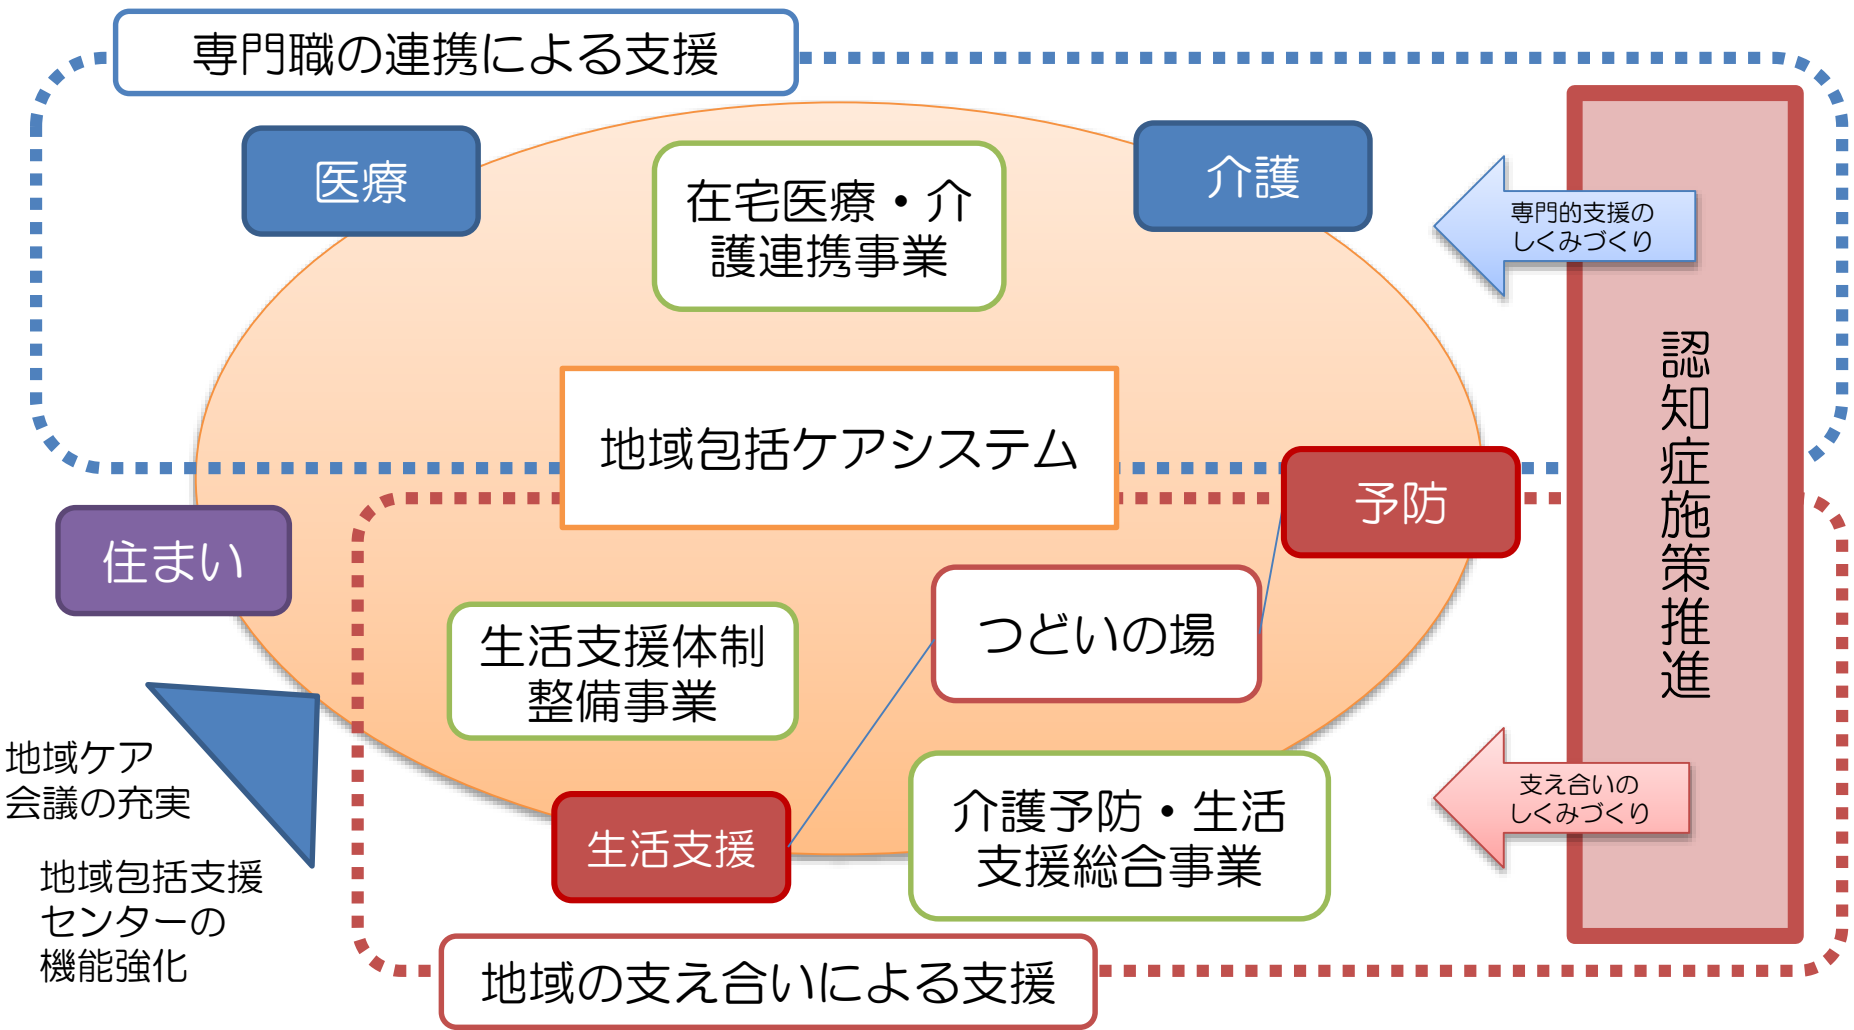 専門職の連携による支援
医療
在宅医療・介
護連携事業
介護
専門的支援の
しくみづくり
地域包括ケアシステム
認知症施策推進
予防
住まい
生活支援体制
整備事業
つどいの場
地域ケア
会議の充実
生活支援
介護予防・生活
支援総合事業
支え合いの
しくみづくり
地域包括支援
センターの
機能強化
地域の支え合いによる支援